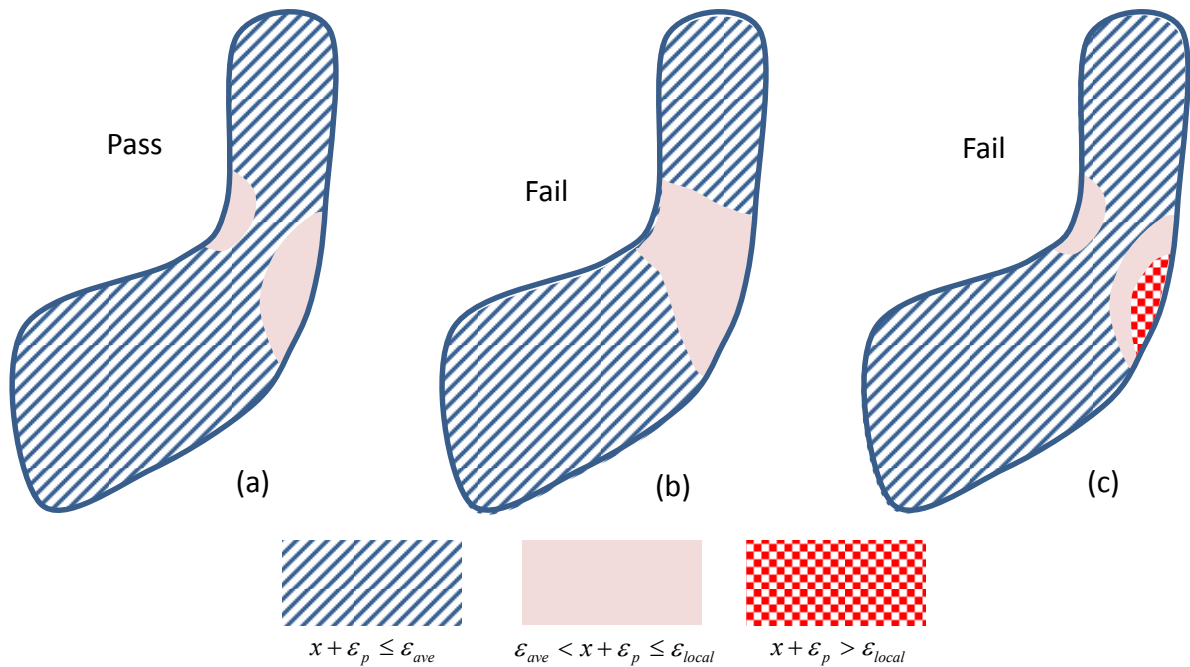 Pass
Fail
Fail
(a)
(b)
(c)
x + ε_p ≤ ε_ave
ε_ave < x + ε_p ≤ ε_local
x + ε_p > ε_local